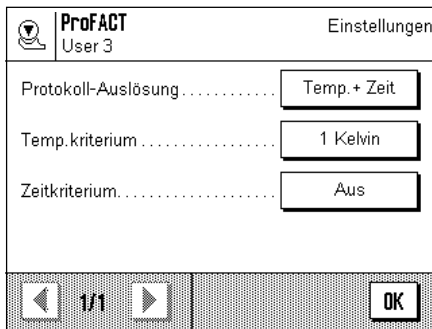 ProFACT Einstellungen
User 3
Protokoll-Auslösung............ Temp.+ Zeit
Temp.kriterium................. 1 Kelvin
Zeitkriterium.................... Aus
1/1 OK